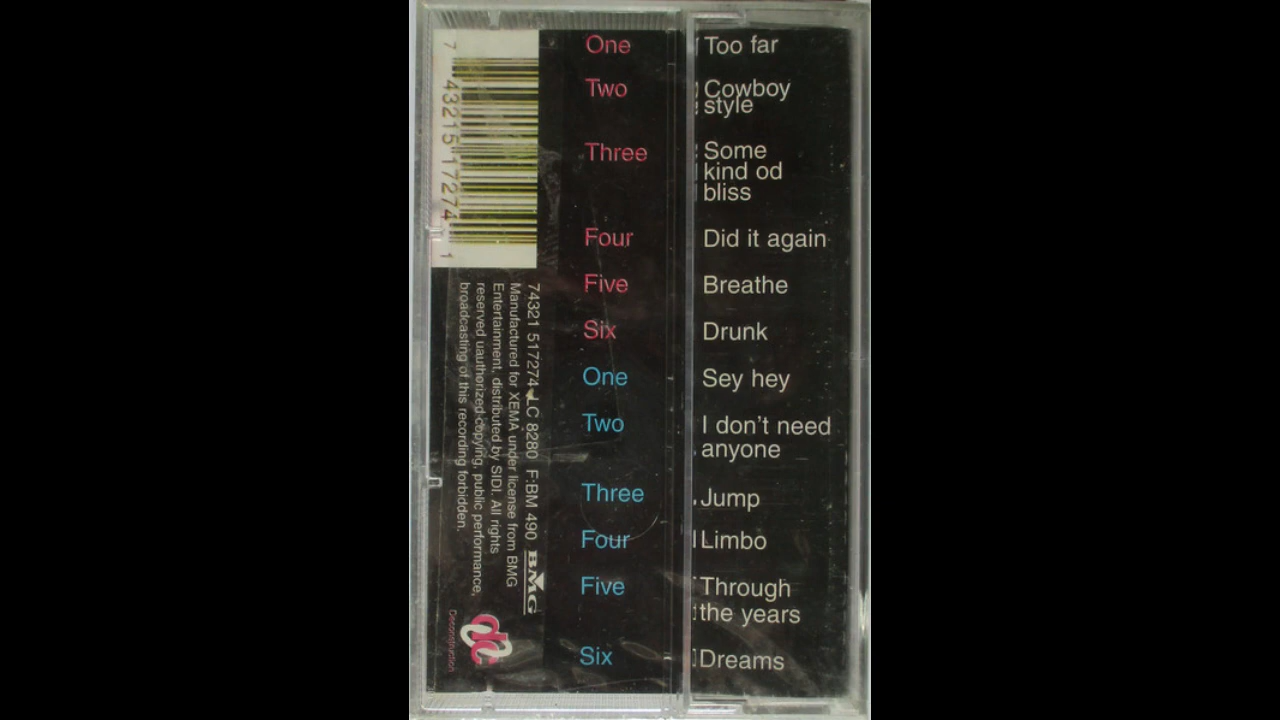 One Too far
Two Cowboy
style
Three Some
kind od
bliss
Four Did it again
Five Breathe
Six Drunk
One Sey hey
Two I don't need
anyone
Three Jump
Four Limbo
Five Through
the years
Six Dreams
7 43215 17274 1
74321 517274 LC 8280 F:BM 490 BMG
Manufactured for XEMA under license from BMG
Entertainment, distributed by SIDI. All rights
reserved uauthorized copying, public performance,
broadcasting of this recording forbidden.
dc
Deconstruction